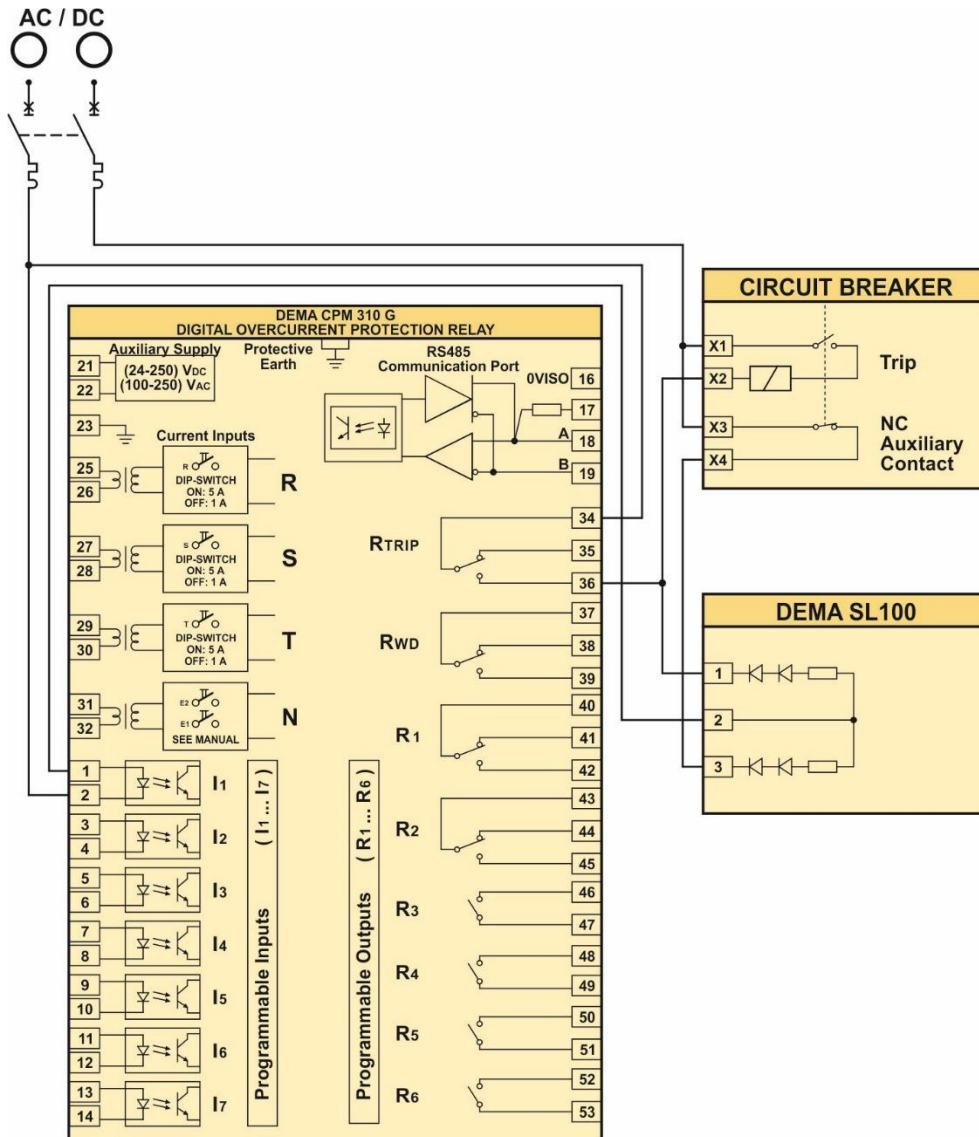 AC / DC
DEMA CPM 310 G
DIGITAL OVERCURRENT PROTECTION RELAY
21
22
Auxiliary Supply
(24-250) VDC
(100-250) VAC
Protective
Earth
RS485
Communication Port
0VISO
16
17
A
18
B
19
23
Current Inputs
25
26
R
DIP-SWITCH
ON: 5 A
OFF: 1 A
R
27
28
S
DIP-SWITCH
ON: 5 A
OFF: 1 A
S
29
30
T
DIP-SWITCH
ON: 5 A
OFF: 1 A
T
31
32
E2
E1
SEE MANUAL
N
1
2
I1
3
4
I2
5
6
I3
7
8
I4
9
10
I5
11
12
I6
13
14
I7
Programmable Inputs ( I1 ... I7 )
Programmable Outputs ( R1 ... R6 )
RTRIP
34
35
36
RWD
37
38
39
R1
40
41
42
R2
43
44
45
R3
46
47
R4
48
49
R5
50
51
R6
52
53
CIRCUIT BREAKER
X1
X2
Trip
X3
X4
NC
Auxiliary
Contact
DEMA SL100
1
2
3